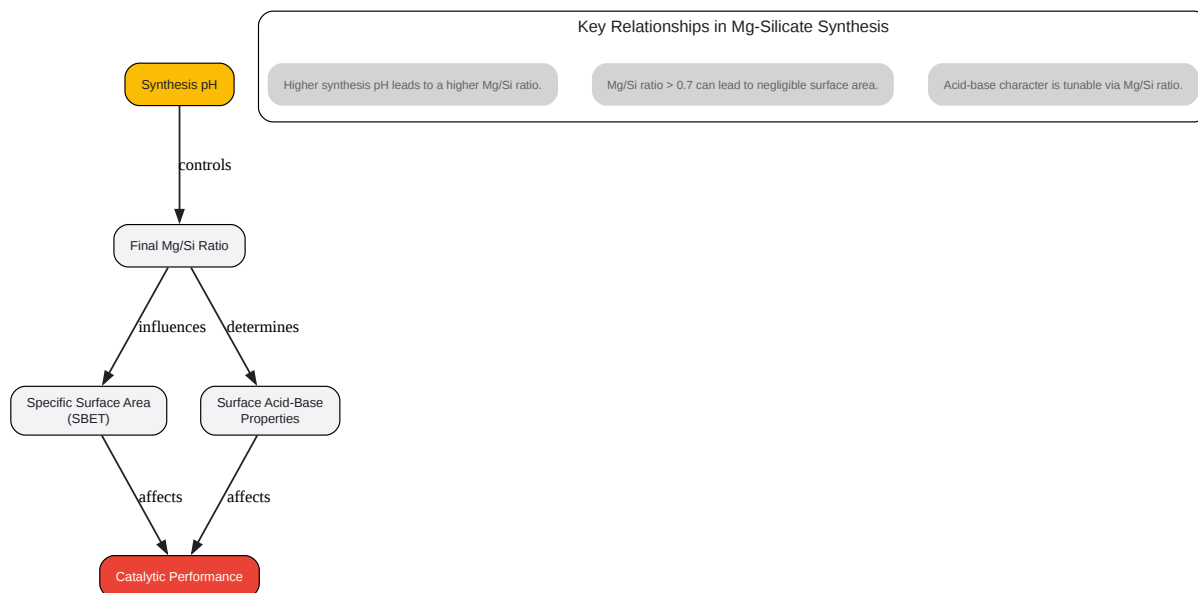 Key Relationships in Mg-Silicate Synthesis
Synthesis pH
Higher synthesis pH leads to a higher Mg/Si ratio.
Mg/Si ratio > 0.7 can lead to negligible surface area.
Acid-base character is tunable via Mg/Si ratio.
controls
Final Mg/Si Ratio
influences
determines
Specific Surface Area
(SBET)
Surface Acid-Base
Properties
affects
affects
Catalytic Performance